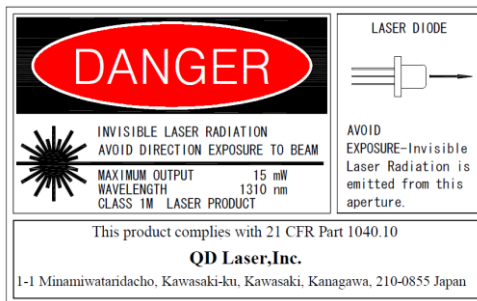 DANGER
INVISIBLE LASER RADIATION
AVOID DIRECTION EXPOSURE TO BEAM
MAXIMUM OUTPUT 15 mW
WAVELENGTH 1310 nm
CLASS 1M LASER PRODUCT
LASER DIODE
AVOID
EXPOSURE-Invisible
Laser Radiation is
emitted from this
aperture.
This product complies with 21 CFR Part 1040.10
QD Laser,Inc.
1-1 Minamiwataridacho, Kawasaki-ku, Kawasaki, Kanagawa, 210-0855 Japan